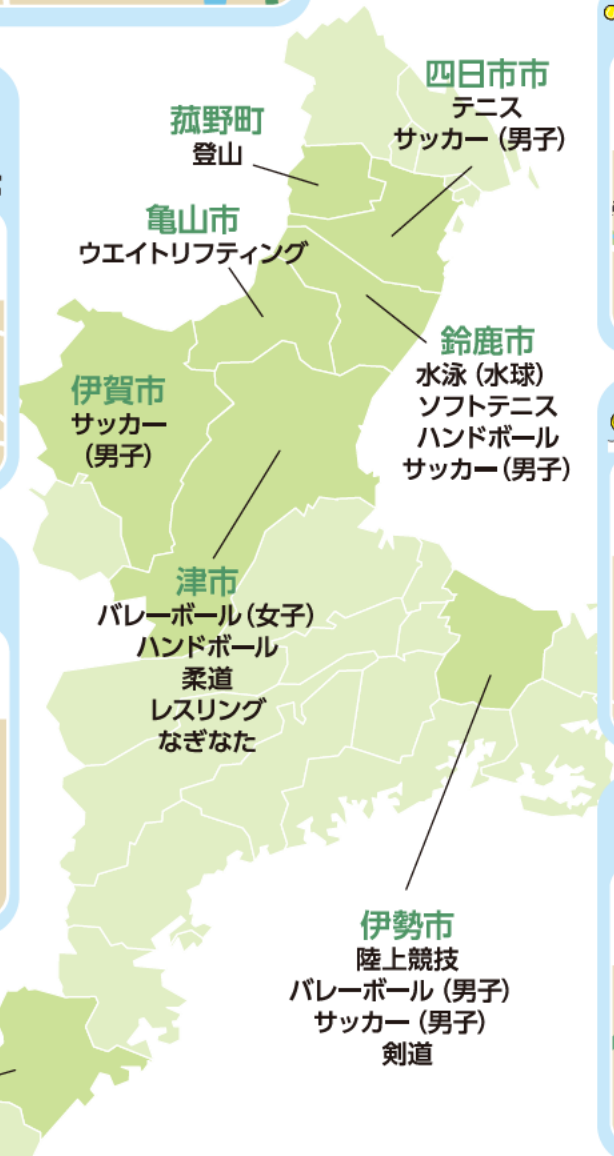 四日市市
テニス
サッカー（男子）
菰野町
登山
亀山市
ウエイトリフティング
鈴鹿市
水泳（水球）
ソフトテニス
ハンドボール
サッカー（男子）
伊賀市
サッカー
（男子）
津市
バレーボール（女子）
ハンドボール
柔道
レスリング
なぎなた
伊勢市
陸上競技
バレーボール（男子）
サッカー（男子）
剣道